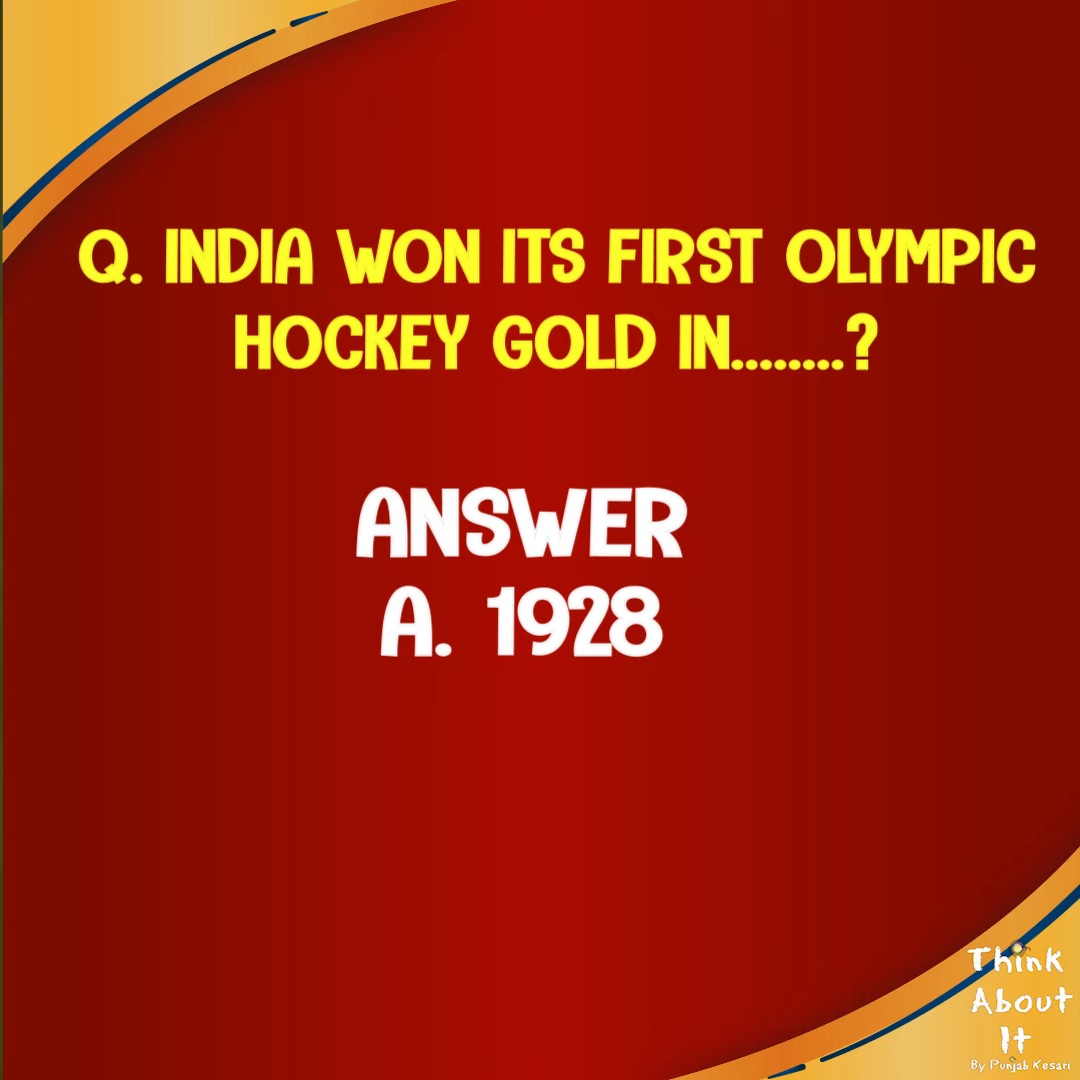 Q. INDIA WON ITS FIRST OLYMPIC
HOCKEY GOLD IN........?
ANSWER
A. 1928
Think
About
It
By Punjab Kesari